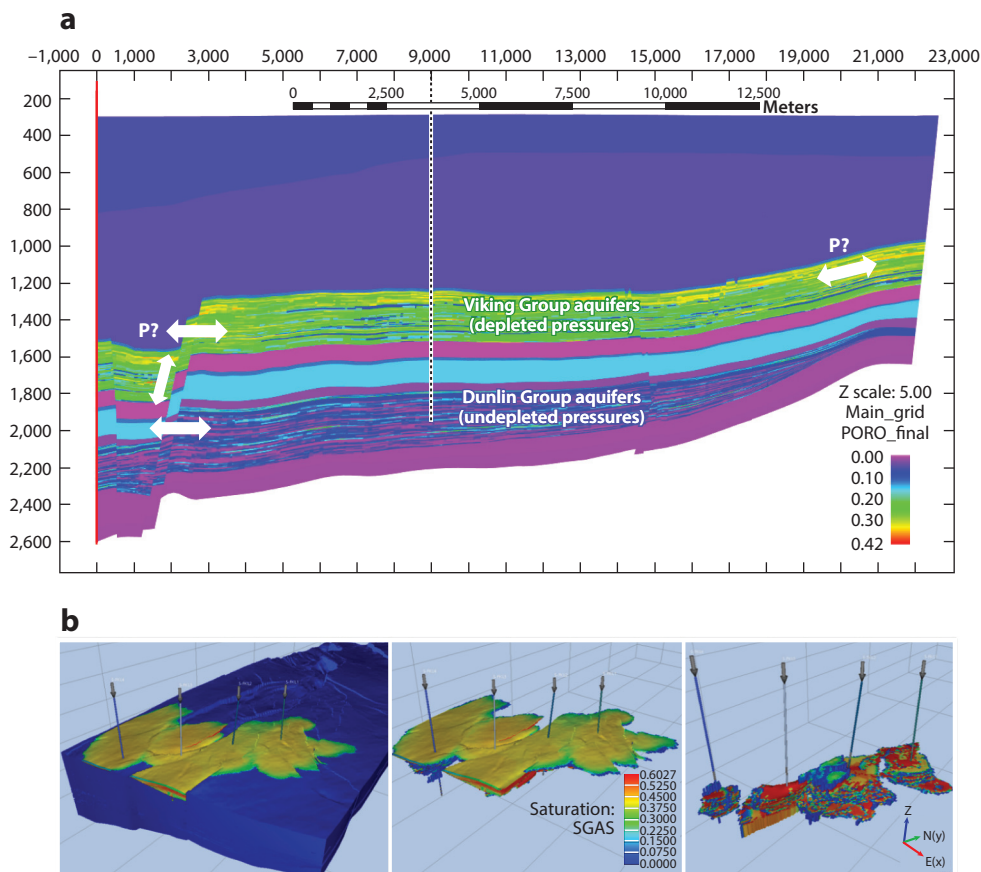 a
–1,000 0 1,000 3,000 5,000 7,000 9,000 11,000 13,000 15,000 17,000 19,000 21,000 23,000
0 2,500 5,000 7,500 10,000 12,500
Meters
200
400
600
800
1,000
1,200
1,400
1,600
1,800
2,000
2,200
2,400
2,600
P?
P?
Viking Group aquifers
(depleted pressures)
Dunlin Group aquifers
(undepleted pressures)
Z scale: 5.00
Main_grid
PORO_final
0.00
0.10
0.20
0.30
0.42
b
Saturation:
SGAS
0.6027
0.5250
0.4500
0.3750
0.3000
0.2250
0.1500
0.0750
0.0000
Z
N(y)
E(x)